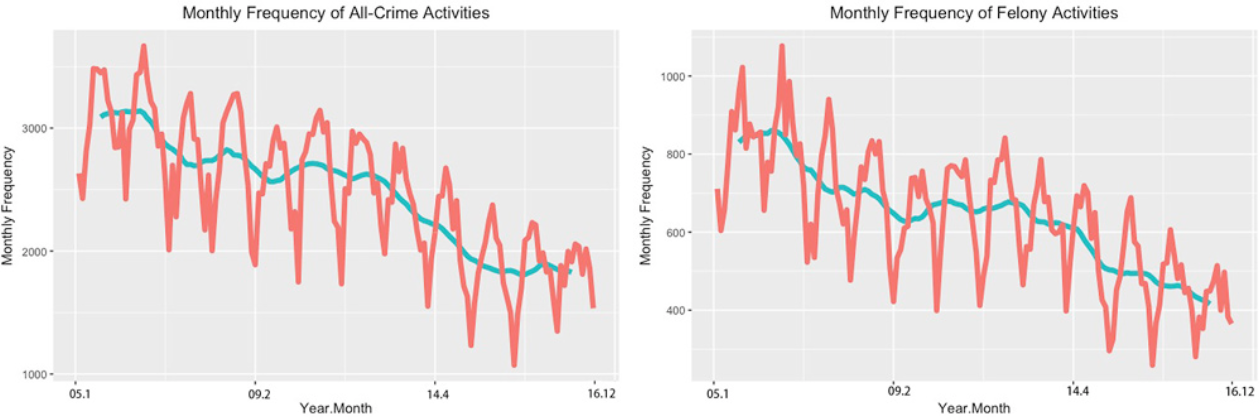 Monthly Frequency of All-Crime Activities
Monthly Frequency
3000
2000
1000
05.1
09.2
14.4
16.12
Year.Month
Monthly Frequency of Felony Activities
Monthly Frequency
1000
800
600
400
05.1
09.2
14.4
16.12
Year.Month